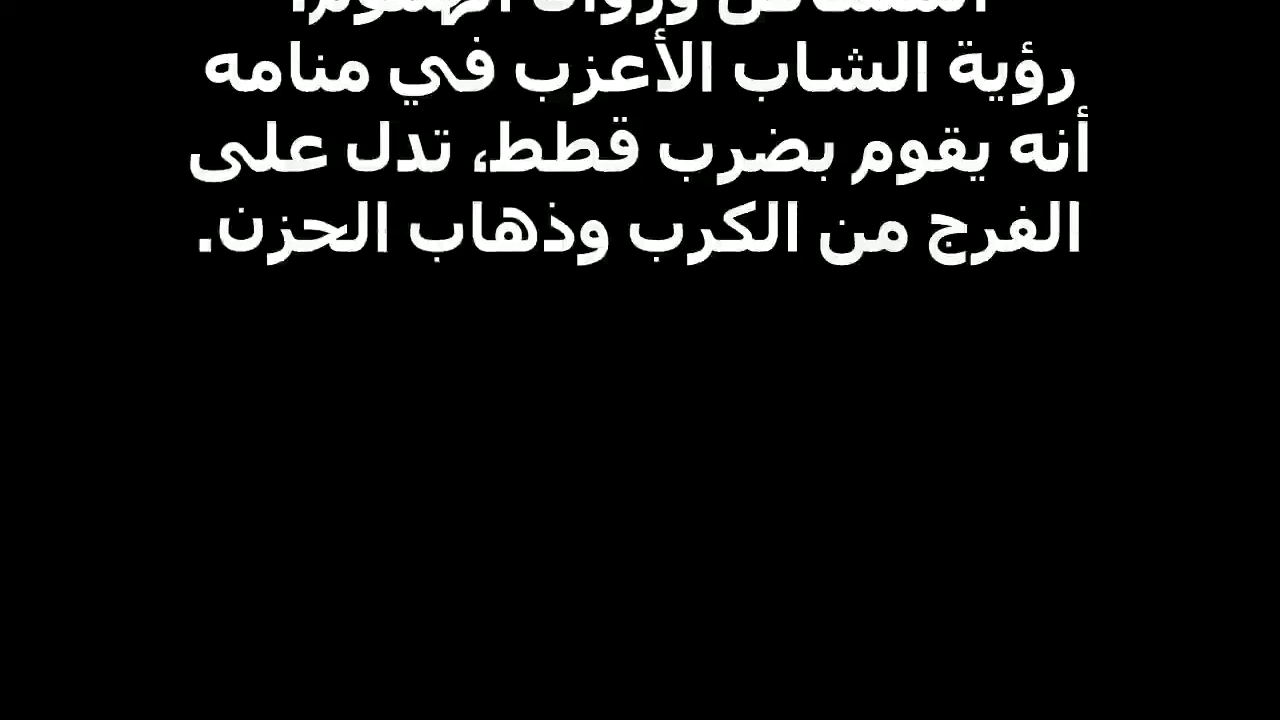 رؤية الشاب الأعزب في منامه
أنه يقوم بضرب قطط، تدل على
الفرج من الكرب وذهاب الحزن.